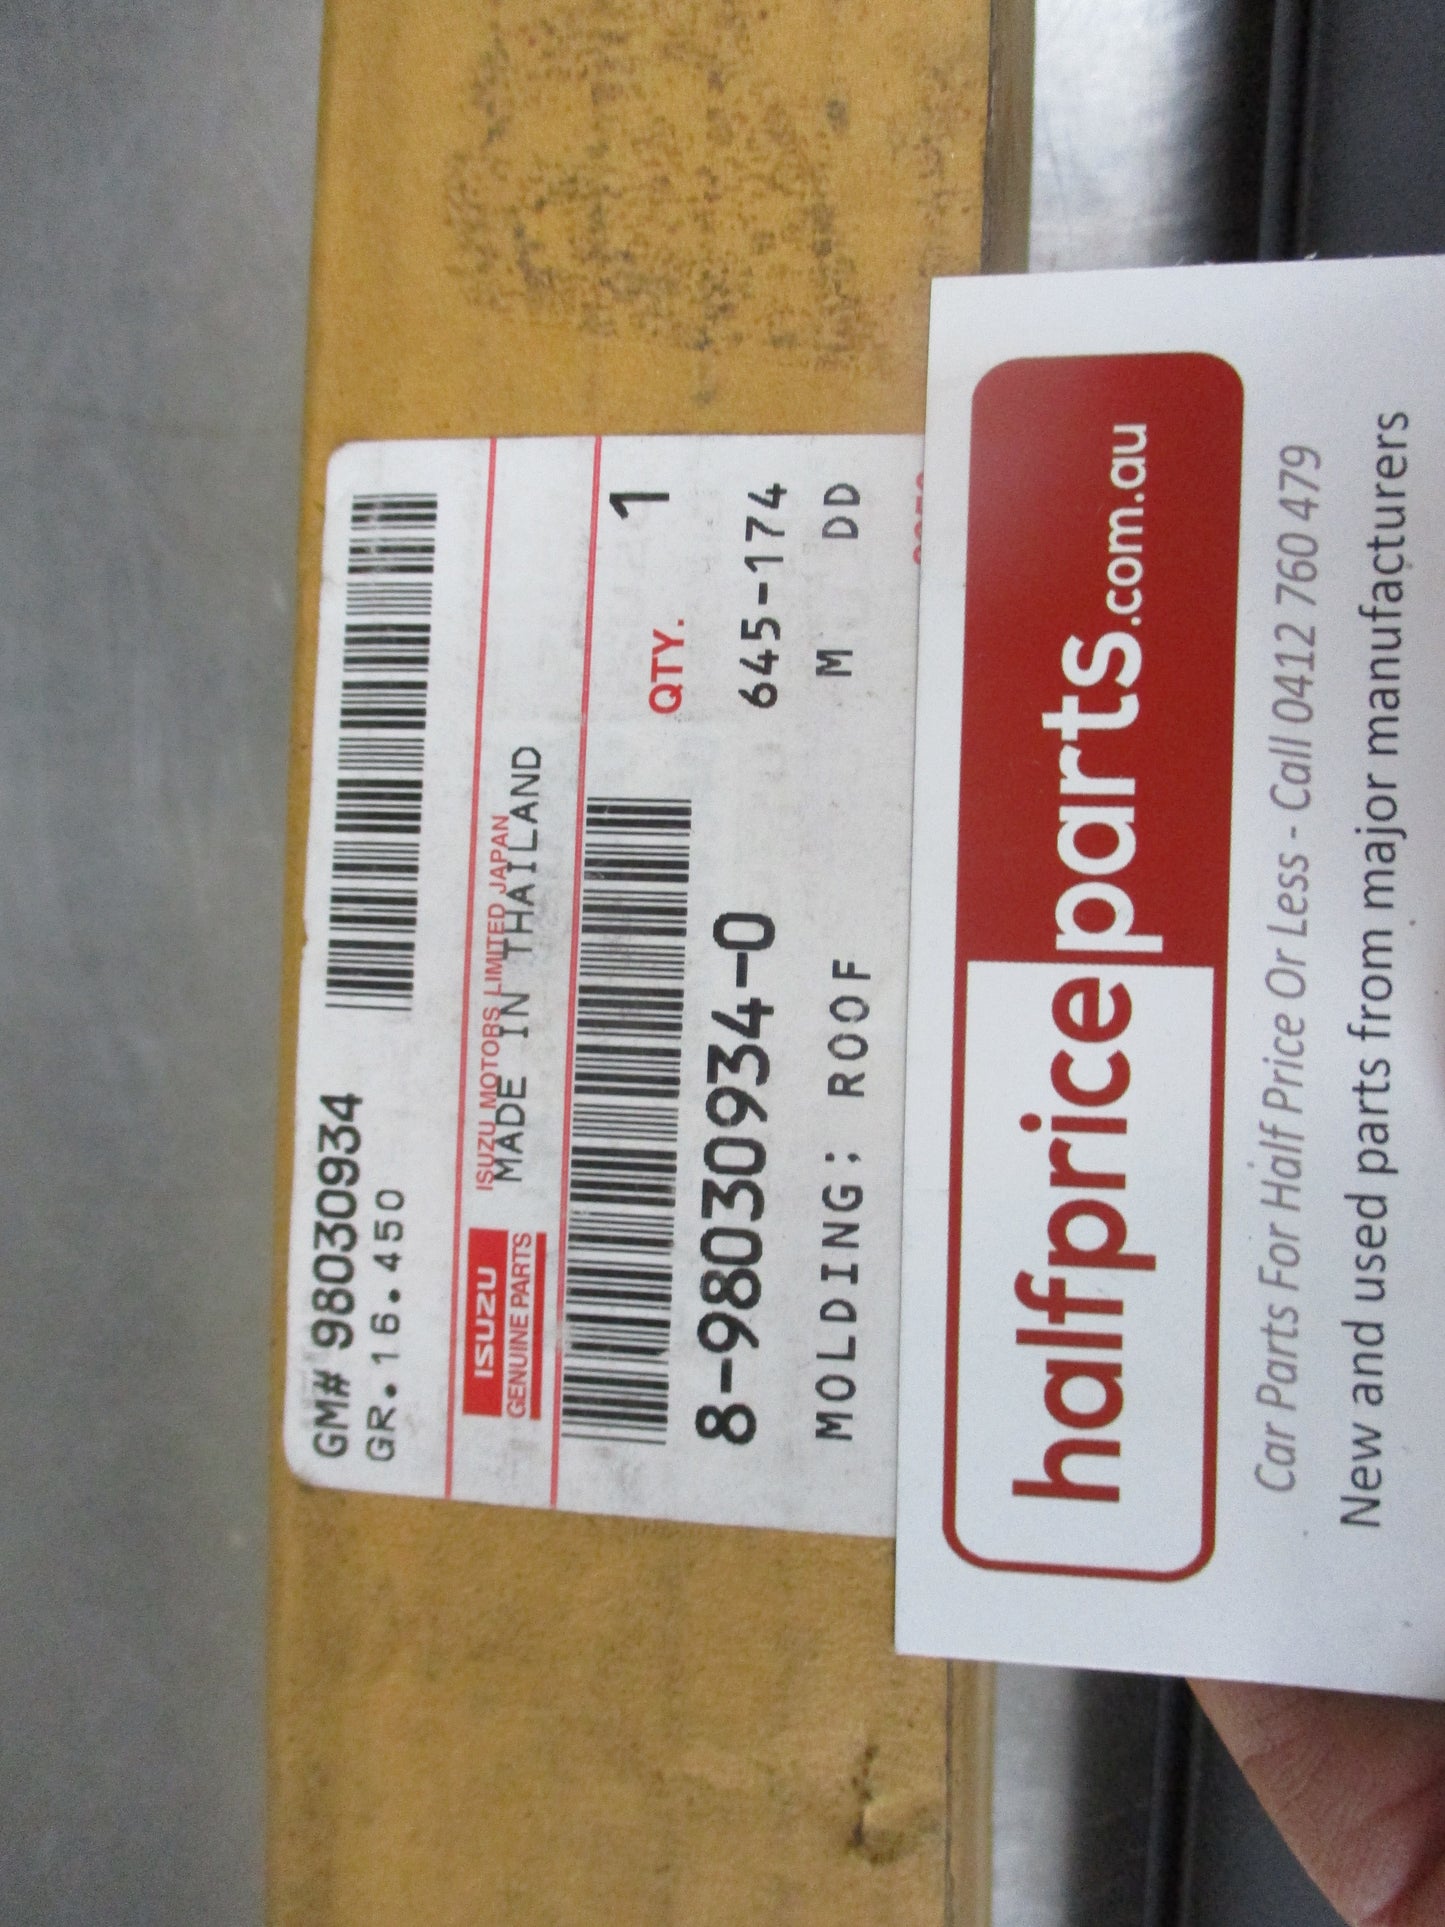 GM# 98030934
GR.16.450
ISUZU
GENUINE PARTS
ISUZU MOTORS LIMITED JAPAN
MADE IN THAILAND
QTY. 1
8-98030934-0
645-174
MOLDING; ROOF
M DD
halfpriceparts.com.au
Car Parts For Half Price Or Less - Call 0412 760 479
New and used parts from major manufacturers